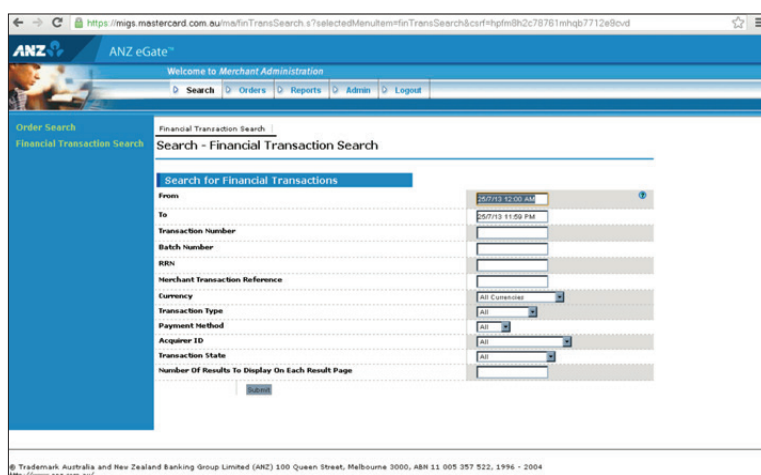 https://migs.mastercard.com.au/ma/finTransSearch.s?selectedMenuItem=finTransSearch&csrf=hpfm8h2c78761mhqb7712e9cvd
ANZ
ANZ eGate™
Welcome to Merchant Administration
Search Orders Reports Admin Logout
Order Search
Financial Transaction Search
Financial Transaction Search
Search - Financial Transaction Search
Search for Financial Transactions
From 25/7/13 12:00 AM
To 25/7/13 11:59 PM
Transaction Number
Batch Number
RRN
Merchant Transaction Reference
Currency All Currencies
Transaction Type All
Payment Method All
Acquirer ID All
Transaction State All
Number Of Results To Display On Each Result Page
Submit
® Trademark Australia and New Zealand Banking Group Limited (ANZ) 100 Queen Street, Melbourne 3000, ABN 11 005 357 522, 1996 - 2004